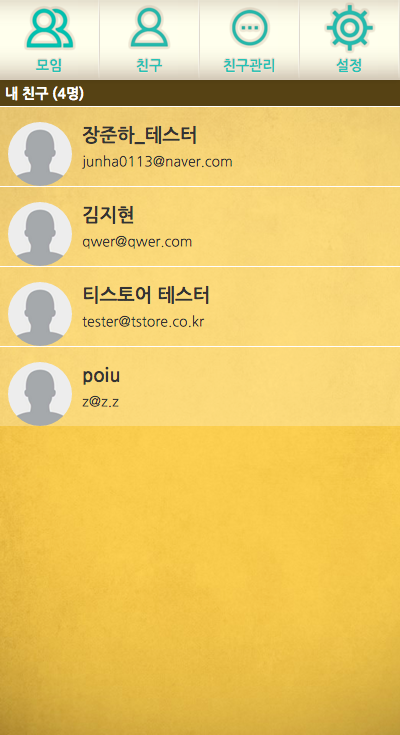 모임 친구 친구관리 설정
내 친구 (4명)
장준하_테스터
junha0113@naver.com
김지현
qwer@qwer.com
티스토어 테스터
tester@tstore.co.kr
poiu
z@z.z